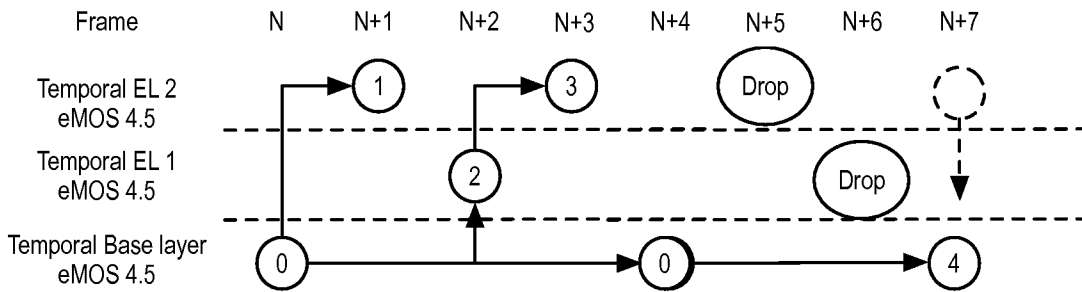 Frame N N+1 N+2 N+3 N+4 N+5 N+6 N+7
Temporal EL 2
eMOS 4.5
1 3 Drop
Temporal EL 1
eMOS 4.5
2 Drop
Temporal Base layer
eMOS 4.5
0 0 4